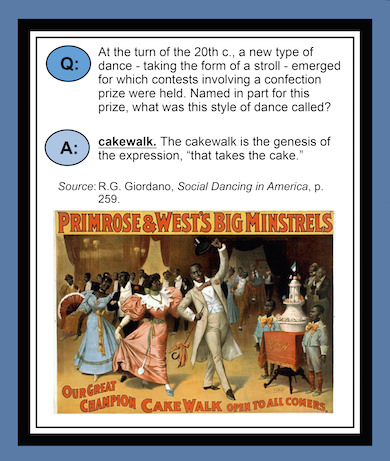 Q:
At the turn of the 20th c., a new type of
dance - taking the form of a stroll - emerged
for which contests involving a confection
prize were held. Named in part for this
prize, what was this style of dance called?
A:
cakewalk. The cakewalk is the genesis of
the expression, “that takes the cake.”
Source: R.G. Giordano, Social Dancing in America, p.
259.
PRIMROSE & WEST'S BIG MINSTRELS
OUR GREAT
CHAMPION CAKE WALK OPEN TO ALL COMERS.